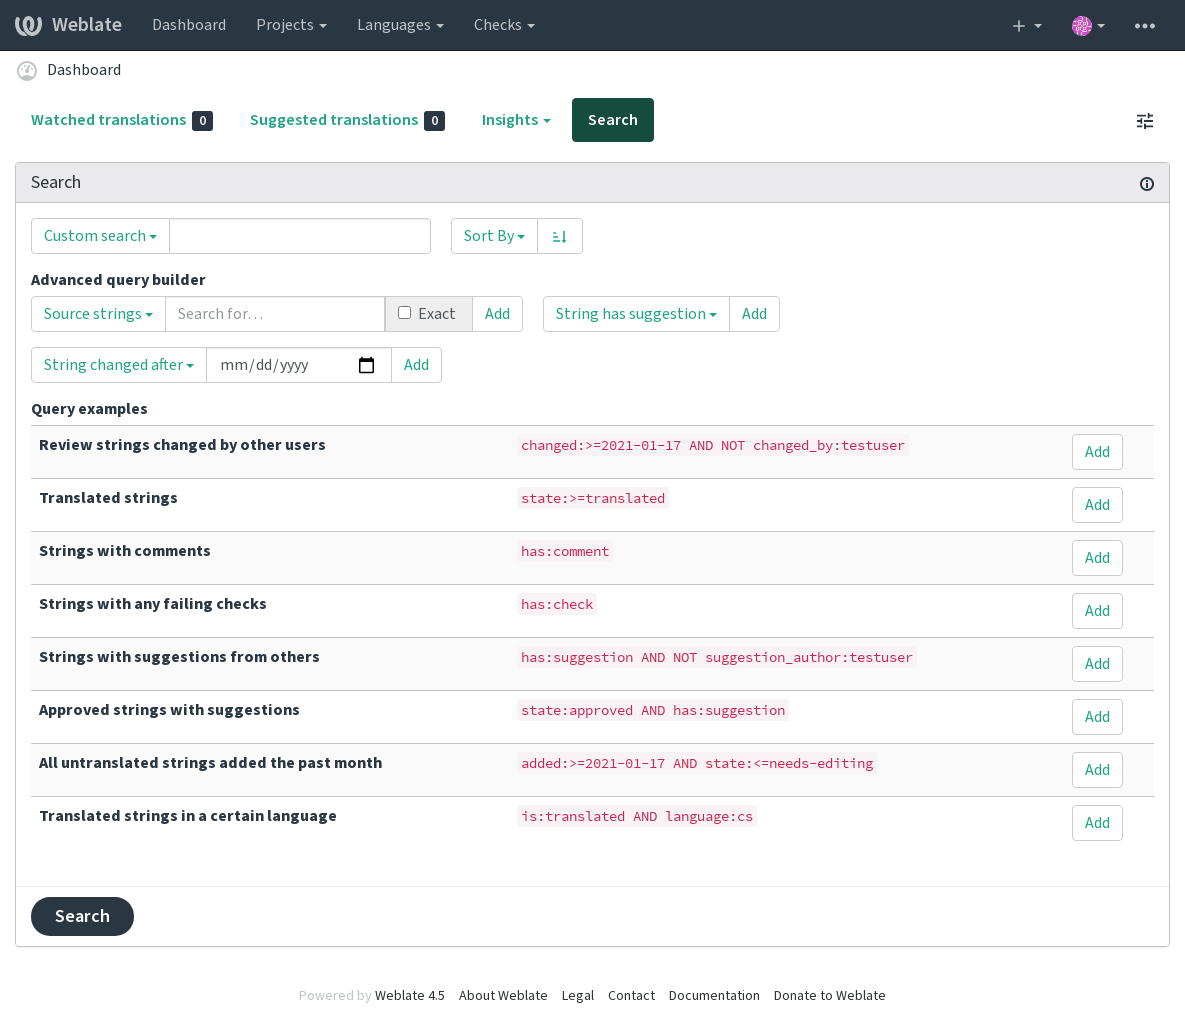 Weblate Dashboard Projects Languages Checks
Dashboard
Watched translations 0 Suggested translations 0 Insights Search
Search
Custom search Sort By
Advanced query builder
Source strings Search for… Exact Add String has suggestion Add
String changed after mm/dd/yyyy Add
Query examples
Review strings changed by other users changed:>=2021-01-17 AND NOT changed_by:testuser Add
Translated strings state:>=translated Add
Strings with comments has:comment Add
Strings with any failing checks has:check Add
Strings with suggestions from others has:suggestion AND NOT suggestion_author:testuser Add
Approved strings with suggestions state:approved AND has:suggestion Add
All untranslated strings added the past month added:>=2021-01-17 AND state:<=needs-editing Add
Translated strings in a certain language is:translated AND language:cs Add
Search
Powered by Weblate 4.5 About Weblate Legal Contact Documentation Donate to Weblate